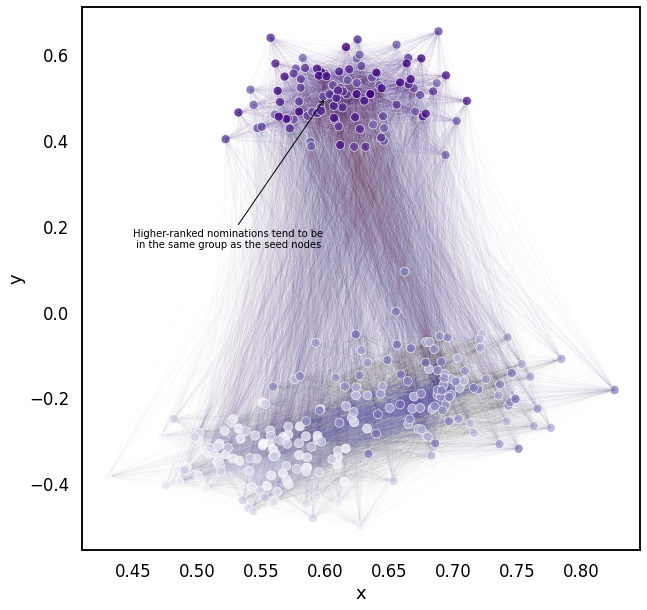 0.6
0.4
0.2
0.0
−0.2
−0.4
y
Higher-ranked nominations tend to be
in the same group as the seed nodes
0.45 0.50 0.55 0.60 0.65 0.70 0.75 0.80
x